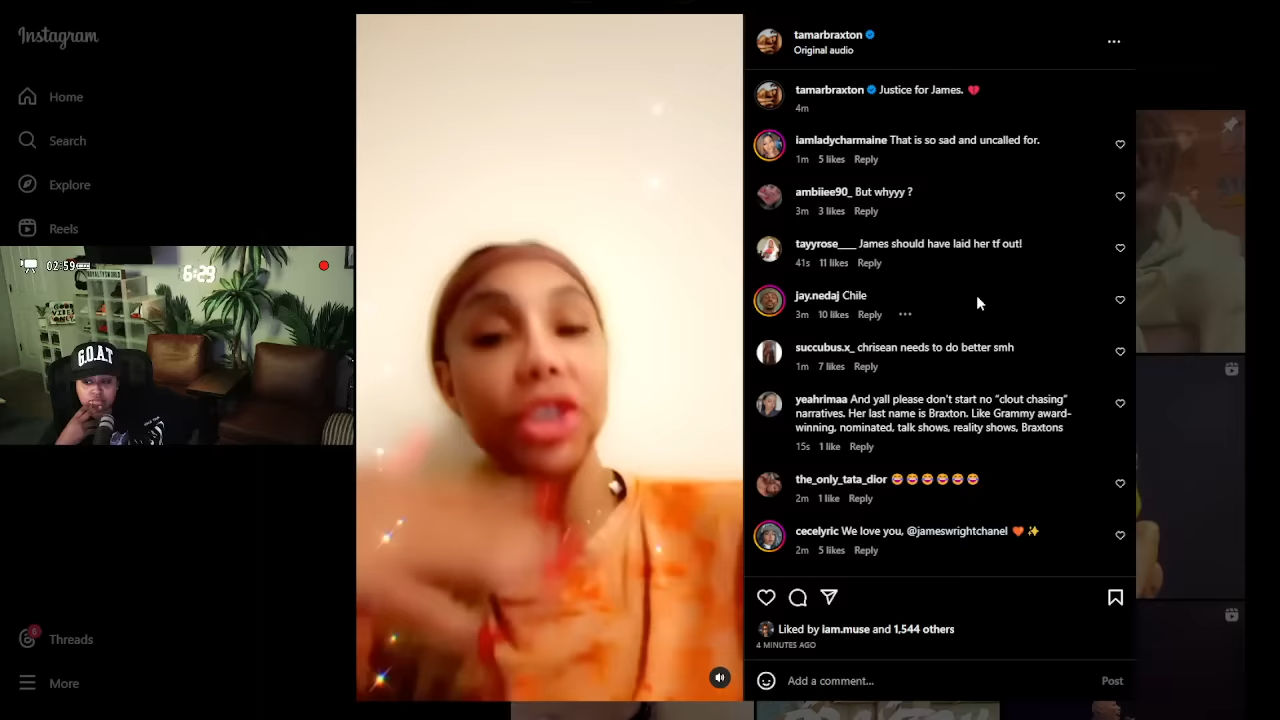 Instagram
Home
Search
Explore
Reels
02:59
6:29
GOOD
VIBES
ONLY.
G.O.A.T
6
Threads
More
tamarbraxton
Original audio
tamarbraxton Justice for James. 💔
4m
iamladycharmaine That is so sad and uncalled for.
1m 5 likes Reply
ambiiee90_ But whyyy ?
3m 3 likes Reply
tayyrose____ James should have laid her tf out!
41s 11 likes Reply
jay.nedaj Chile
3m 10 likes Reply
succubus.x_ chrisean needs to do better smh
1m 7 likes Reply
yeahrimaa And yall please don't start no “clout chasing”
narratives. Her last name is Braxton. Like Grammy award-
winning, nominated, talk shows, reality shows, Braxtons
15s 1 like Reply
the_only_tata_dior 😂😂😂😂😂😂
2m 1 like Reply
cecelyric We love you, @jameswrightchanel ❤️✨
2m 5 likes Reply
Liked by iam.muse and 1,544 others
4 MINUTES AGO
Add a comment...
Post